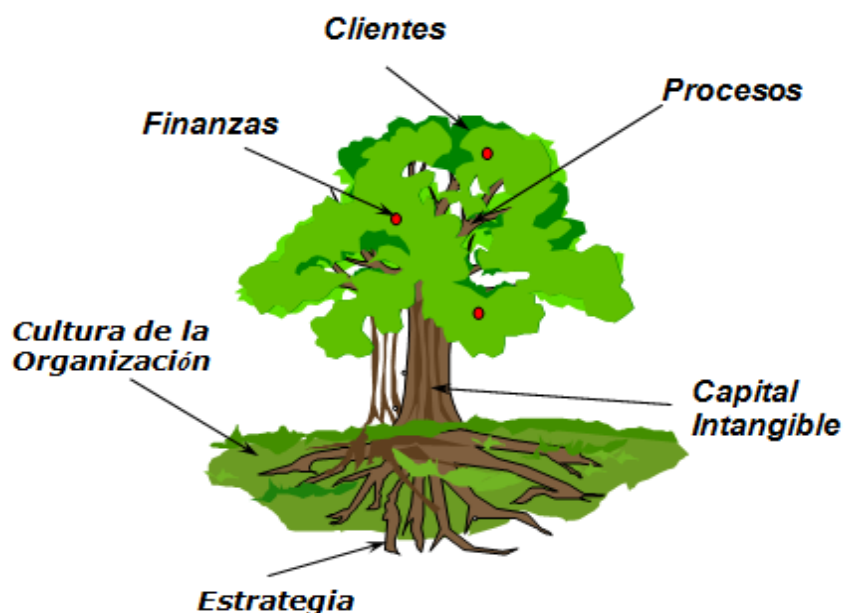 Clientes
Procesos
Finanzas
Cultura de la
Organización
Capital
Intangible
Estrategia